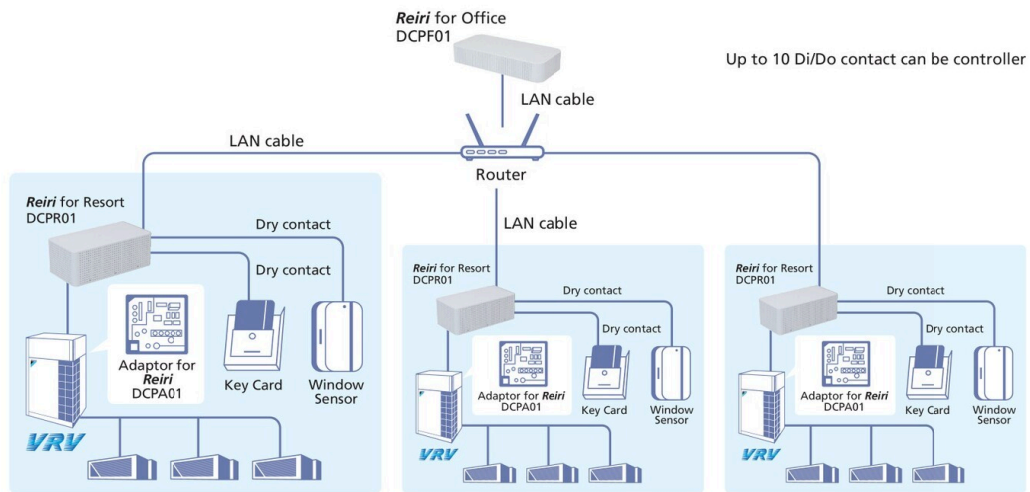 Reiri for Office
DCPF01
Up to 10 Di/Do contact can be controller
LAN cable
LAN cable
Router
LAN cable
Reiri for Resort
DCPR01
Dry contact
Dry contact
Adaptor for
Reiri
DCPA01
Key Card
Window
Sensor
VRV
Reiri for Resort
DCPR01
Dry contact
Dry contact
Adaptor for Reiri
DCPA01
Key Card
Window
Sensor
VRV
Reiri for Resort
DCPR01
Dry contact
Dry contact
Adaptor for Reiri
DCPA01
Key Card
Window
Sensor
VRV